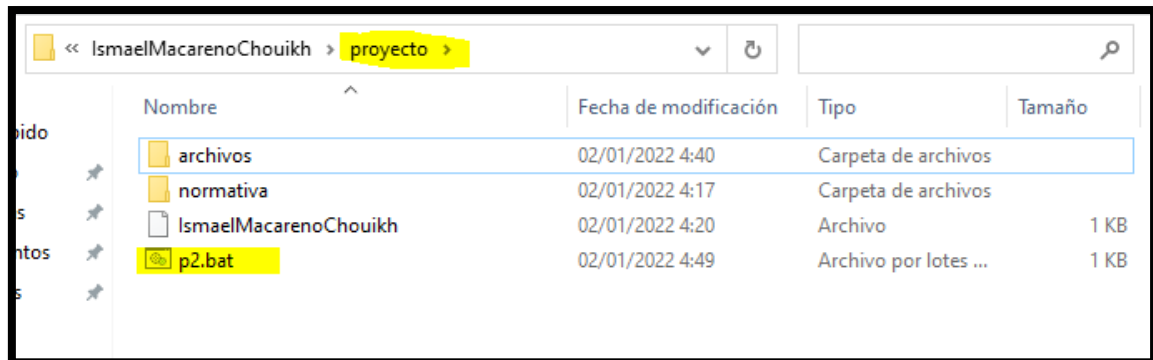 « IsmaelMacarenoChouikh > proyecto >
Nombre Fecha de modificación Tipo Tamaño
archivos 02/01/2022 4:40 Carpeta de archivos
normativa 02/01/2022 4:17 Carpeta de archivos
IsmaelMacarenoChouikh 02/01/2022 4:20 Archivo 1 KB
p2.bat 02/01/2022 4:49 Archivo por lotes ... 1 KB